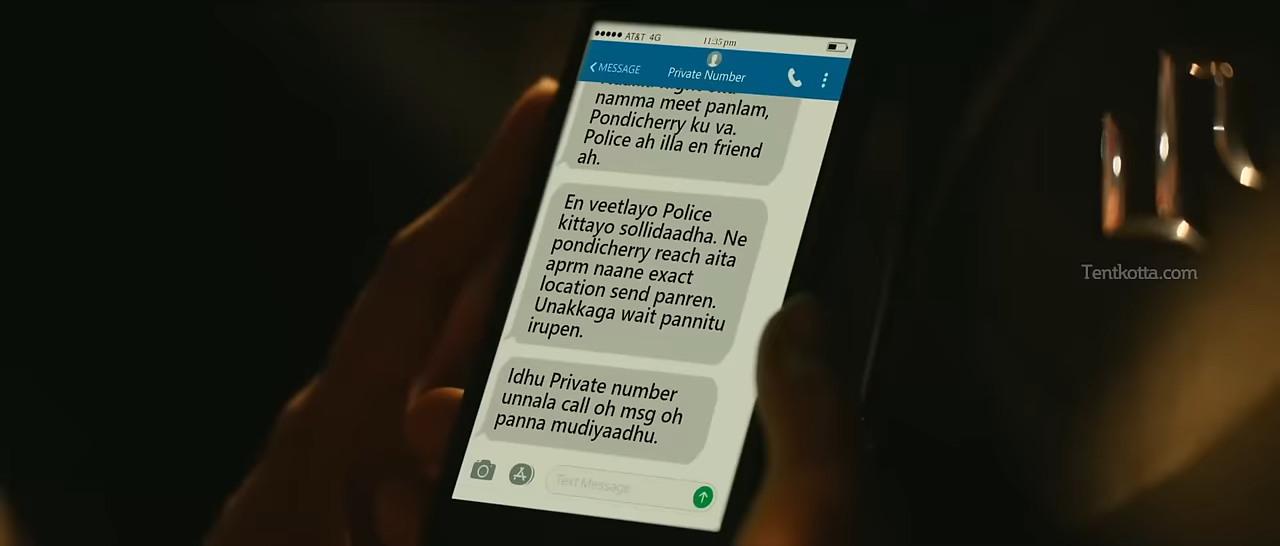 AT&T 4G
11:35 pm
MESSAGE
Private Number
namma meet panlam,
Pondicherry ku va.
Police ah illa en friend
ah.
En veetlayo Police
kittayo sollidaadha. Ne
pondicherry reach aita
aprm naane exact
location send panren.
Unakkaga wait pannitu
irupen.
Idhu Private number
unnala call oh msg oh
panna mudiyaadhu.
Text Message
Tentkotta.com